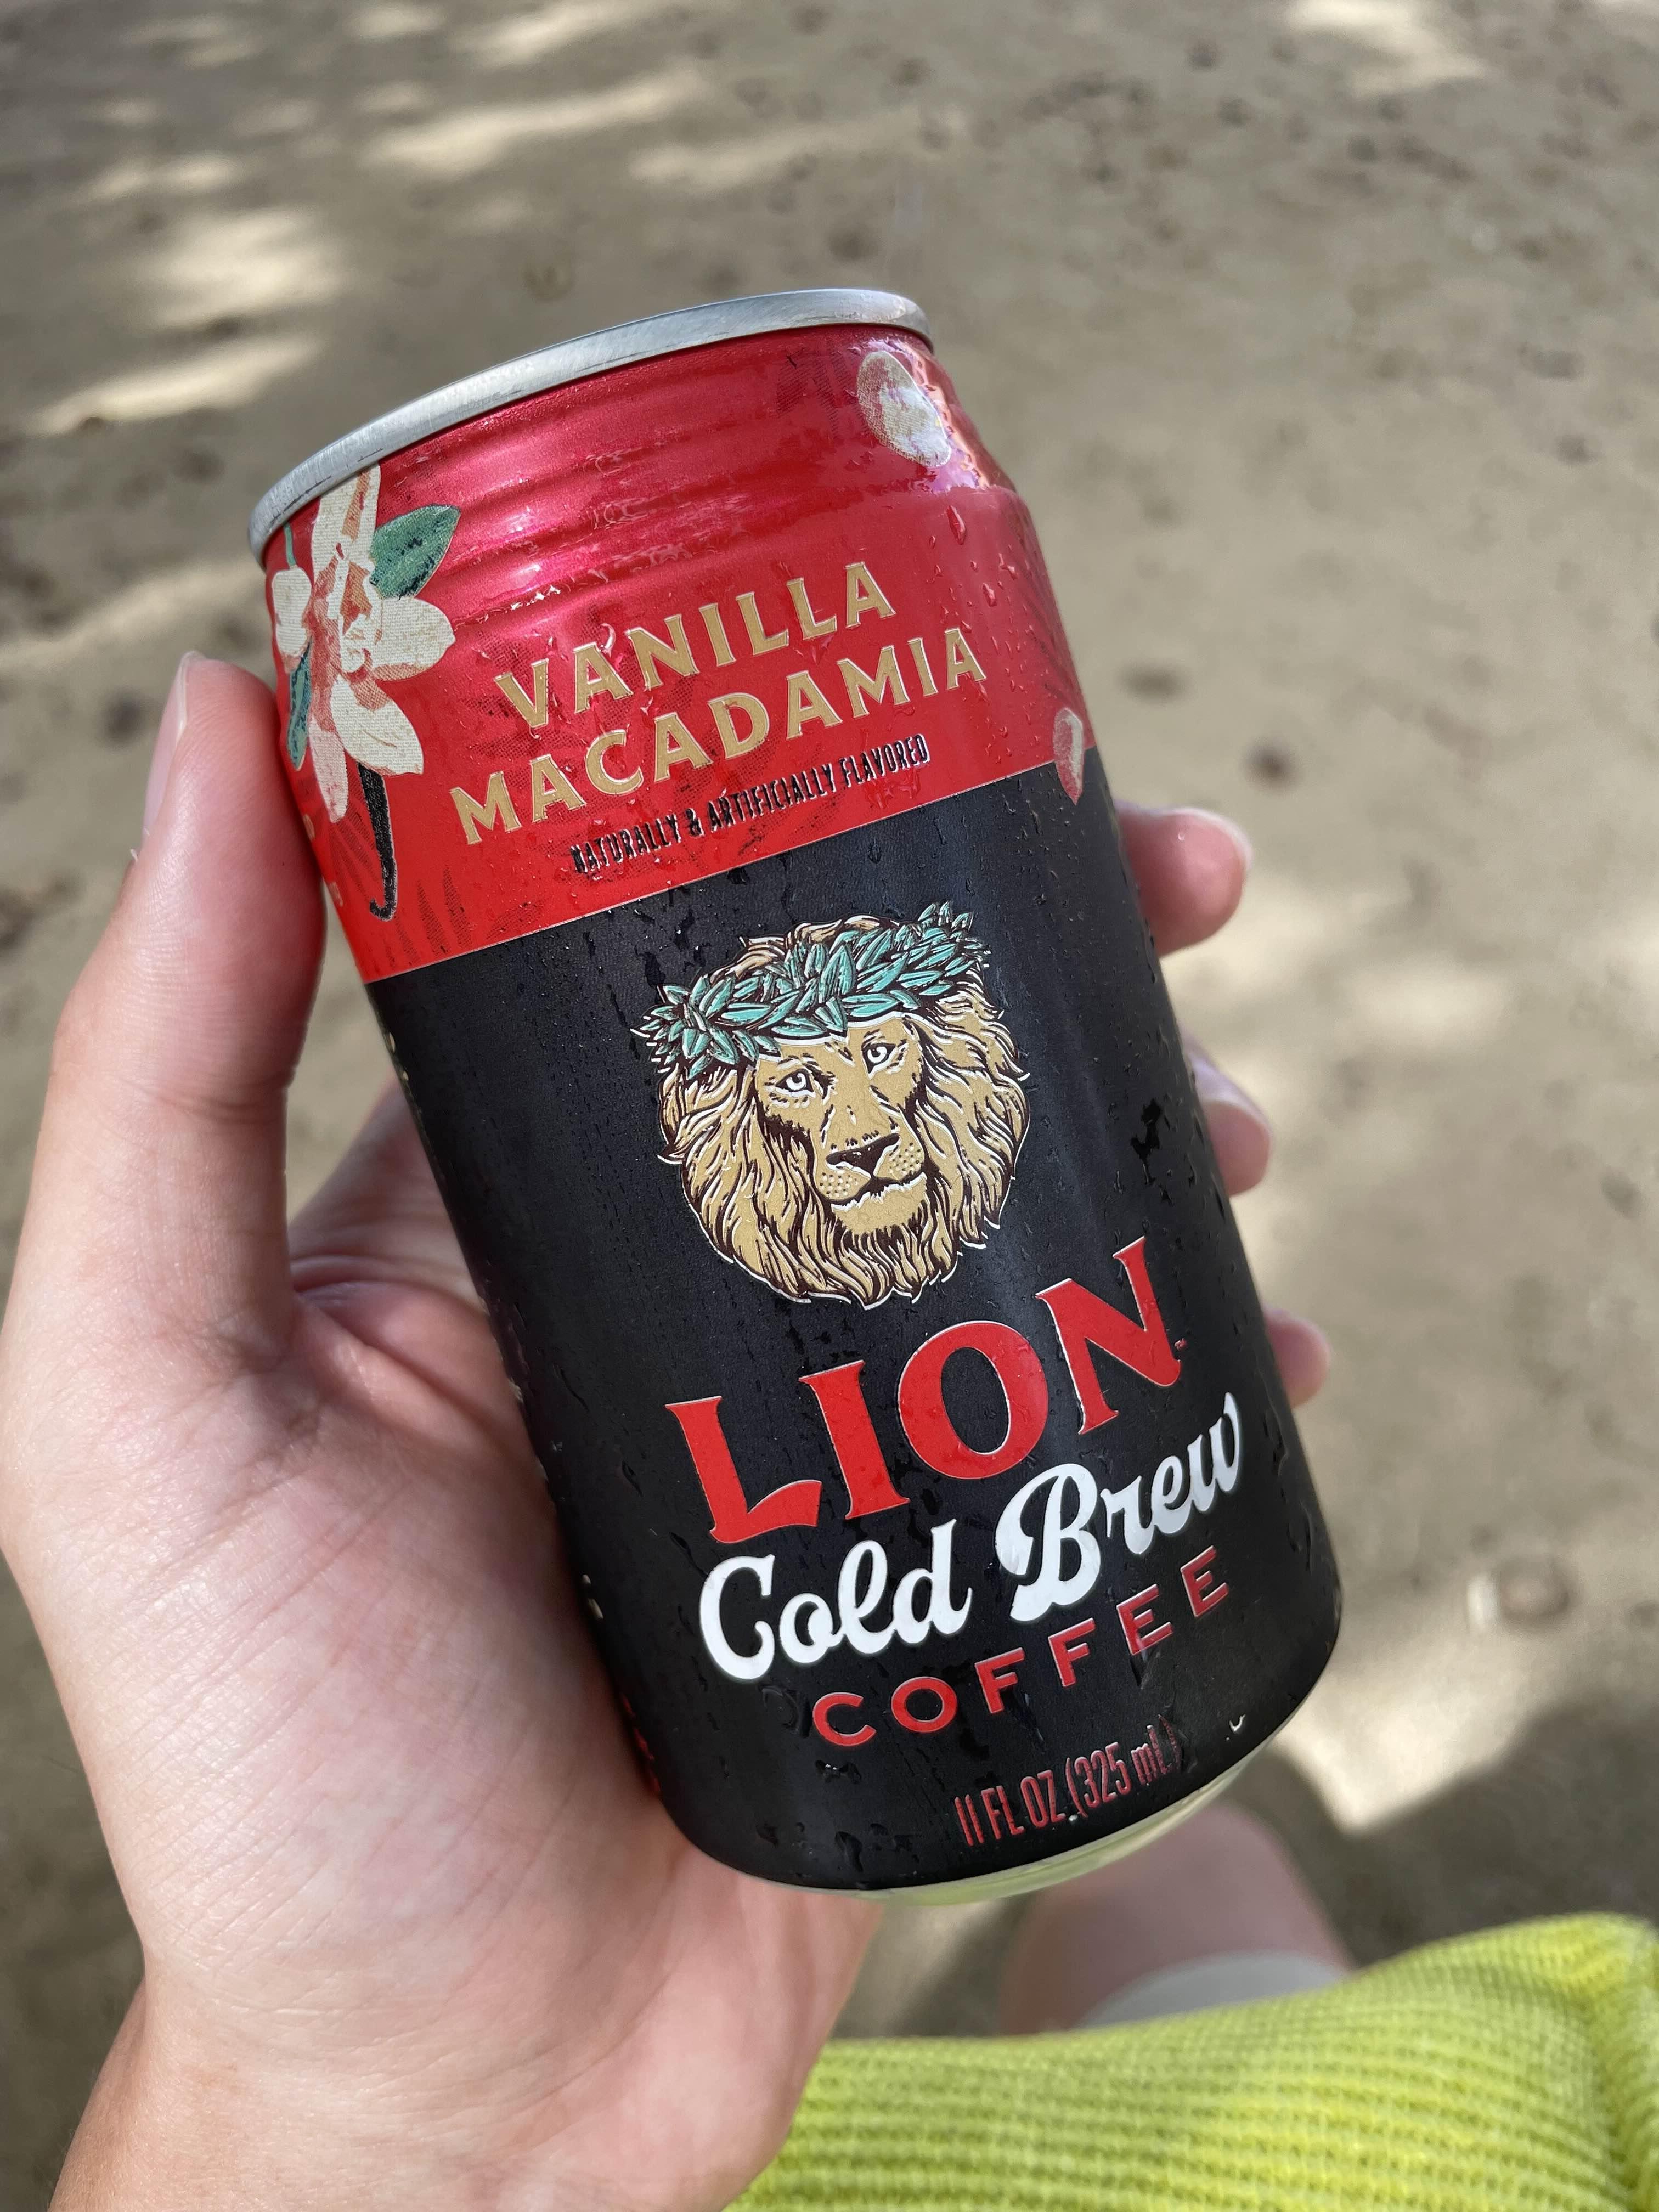 VANILLA
MACADAMIA
NATURALLY & ARTIFICIALLY FLAVORED
LION
Cold Brew
COFFEE
11 FL OZ (325 mL)